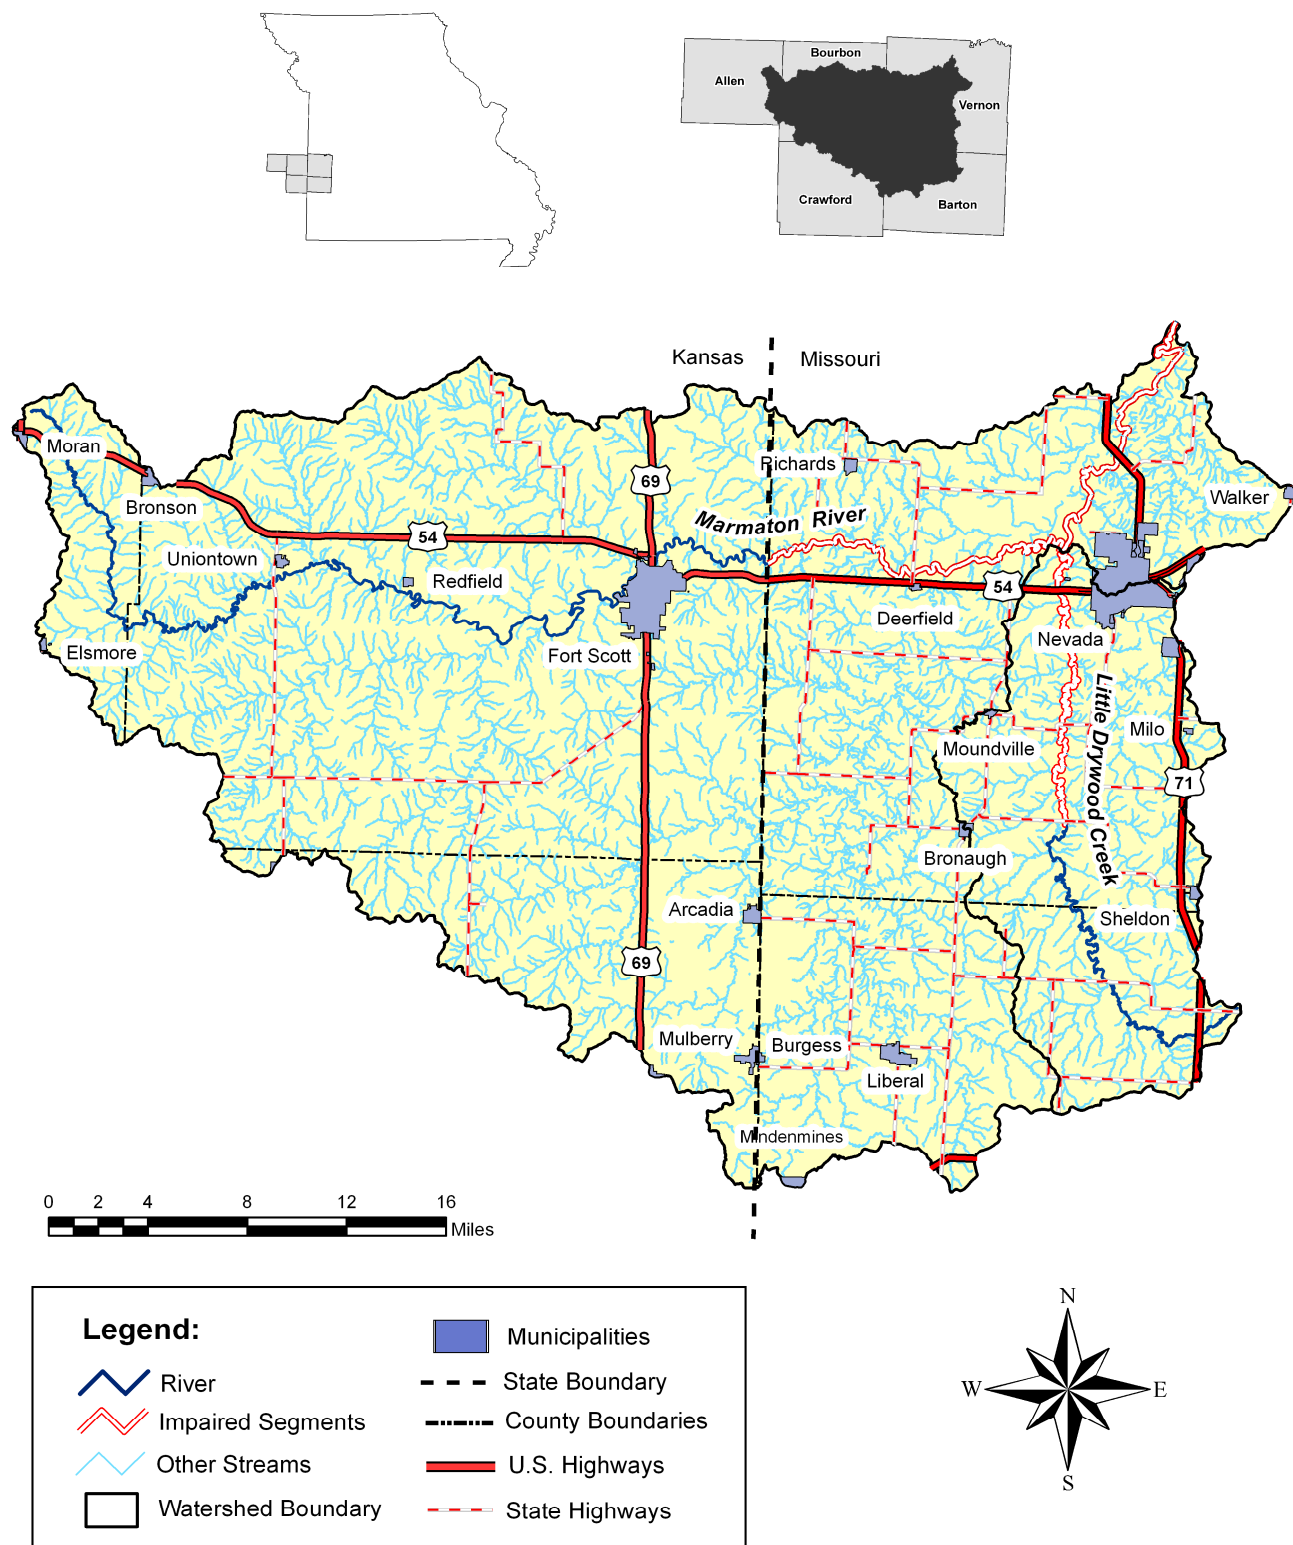 Bourbon
Allen
Vernon
Crawford
Barton
Kansas
Missouri
Moran
Richards
69
Walker
Bronson
Marmaton River
54
Uniontown
Redfield
54
Deerfield
Nevada
Elsmore
Fort Scott
Little Drywood Creek
Milo
Moundville
71
Bronaugh
Arcadia
Sheldon
69
Mulberry
Burgess
Liberal
Mindenmines
0 2 4 8 12 16
Miles
Legend:
River
Impaired Segments
Other Streams
Watershed Boundary
Municipalities
State Boundary
County Boundaries
U.S. Highways
State Highways
N
W
E
S